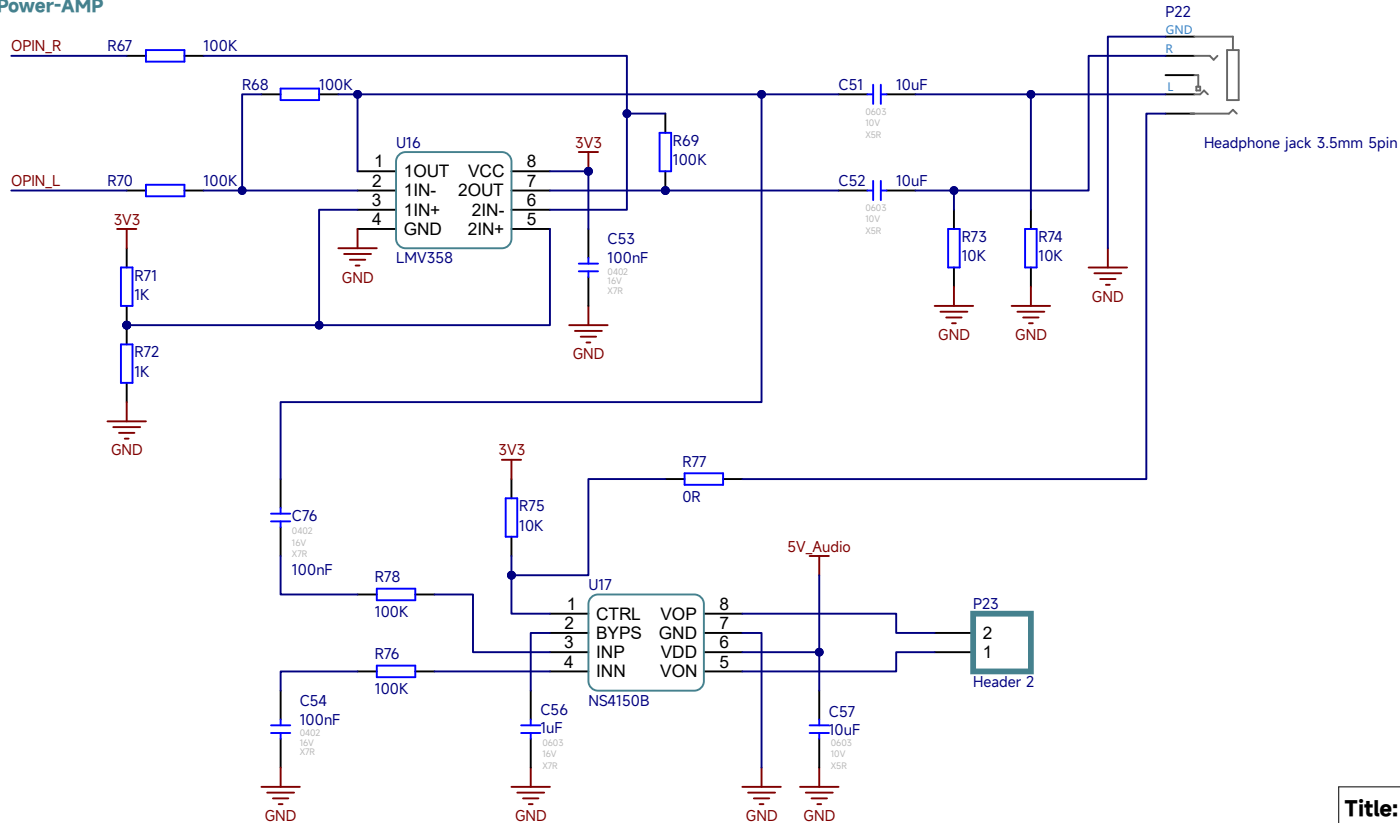 Power-AMP
P22
GND
R
L
Headphone jack 3.5mm 5pin
OPIN_R R67 100K
R68 100K
C51 10uF
0603
10V
X5R
U16
3V3
R69
100K
1 1OUT VCC 8
2 1IN- 2OUT 7
3 1IN+ 2IN- 6
4 GND 2IN+ 5
LMV358
GND
OPIN_L R70 100K
C52 10uF
0603
10V
X5R
3V3
R71
1K
R72
1K
GND
C53
100nF
0402
16V
X7R
GND
R73
10K
GND
R74
10K
GND
GND
3V3
R75
10K
R77
0R
C76
0402
16V
X7R
100nF
R78
100K
R76
100K
C54
100nF
0402
16V
X7R
GND
U17
1 CTRL VOP 8
2 BYPS GND 7
3 INP VDD 6
4 INN VON 5
NS4150B
C56
1uF
0603
16V
X7R
GND
GND
5V_Audio
C57
10uF
0603
10V
X5R
GND
P23
2
1
Header 2
Title: